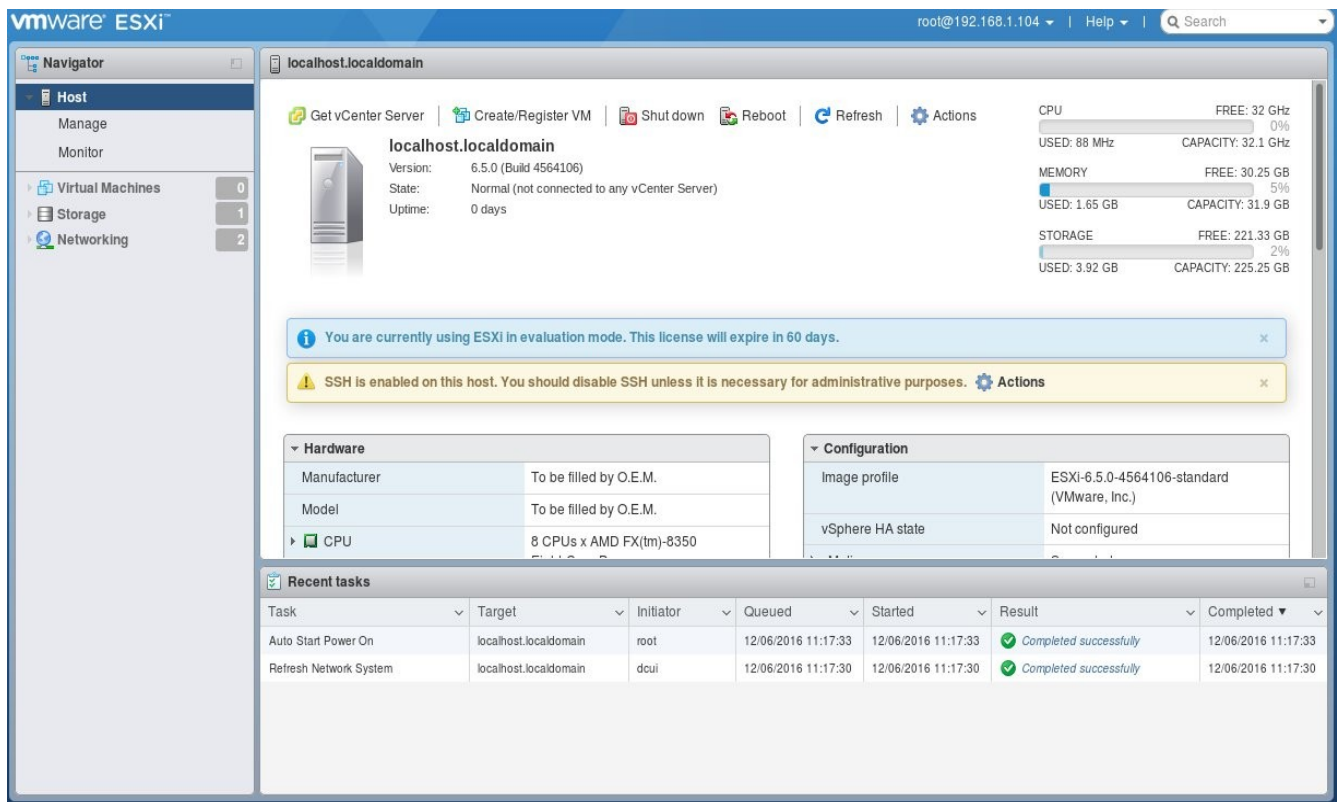 vmware ESXi™
root@192.168.1.104 | Help | Search
Navigator
Host
Manage
Monitor
Virtual Machines 0
Storage 1
Networking 2
localhost.localdomain
Get vCenter Server | Create/Register VM | Shut down Reboot | Refresh | Actions
localhost.localdomain
Version: 6.5.0 (Build 4564106)
State: Normal (not connected to any vCenter Server)
Uptime: 0 days
CPU FREE: 32 GHz
0%
USED: 88 MHz CAPACITY: 32.1 GHz
MEMORY FREE: 30.25 GB
5%
USED: 1.65 GB CAPACITY: 31.9 GB
STORAGE FREE: 221.33 GB
2%
USED: 3.92 GB CAPACITY: 225.25 GB
You are currently using ESXi in evaluation mode. This license will expire in 60 days.
SSH is enabled on this host. You should disable SSH unless it is necessary for administrative purposes. Actions
Hardware
Manufacturer To be filled by O.E.M.
Model To be filled by O.E.M.
CPU 8 CPUs x AMD FX(tm)-8350
Configuration
Image profile ESXi-6.5.0-4564106-standard
(VMware, Inc.)
vSphere HA state Not configured
Recent tasks
Task Target Initiator Queued Started Result Completed ▼
Auto Start Power On localhost.localdomain root 12/06/2016 11:17:33 12/06/2016 11:17:33 Completed successfully 12/06/2016 11:17:33
Refresh Network System localhost.localdomain dcui 12/06/2016 11:17:30 12/06/2016 11:17:30 Completed successfully 12/06/2016 11:17:30